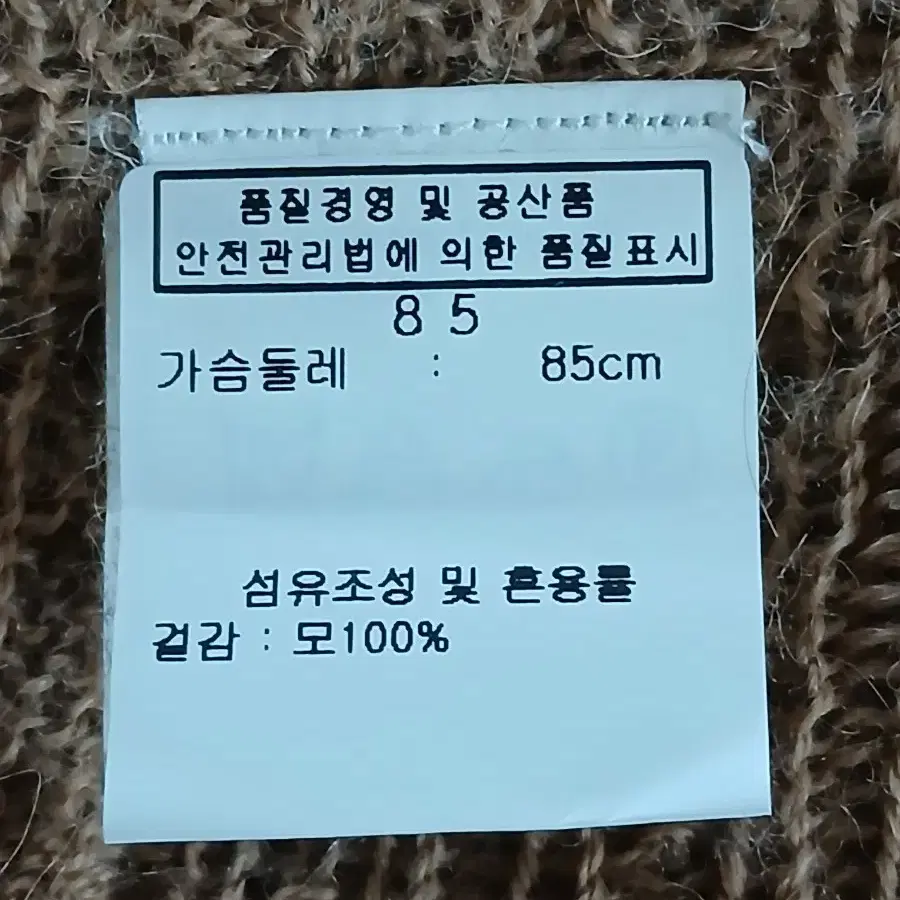 품질경영 및 공산품
안전관리법에 의한 품질표시
8 5
가슴둘레 : 85cm
섬유조성 및 혼용률
겉감 : 모100%